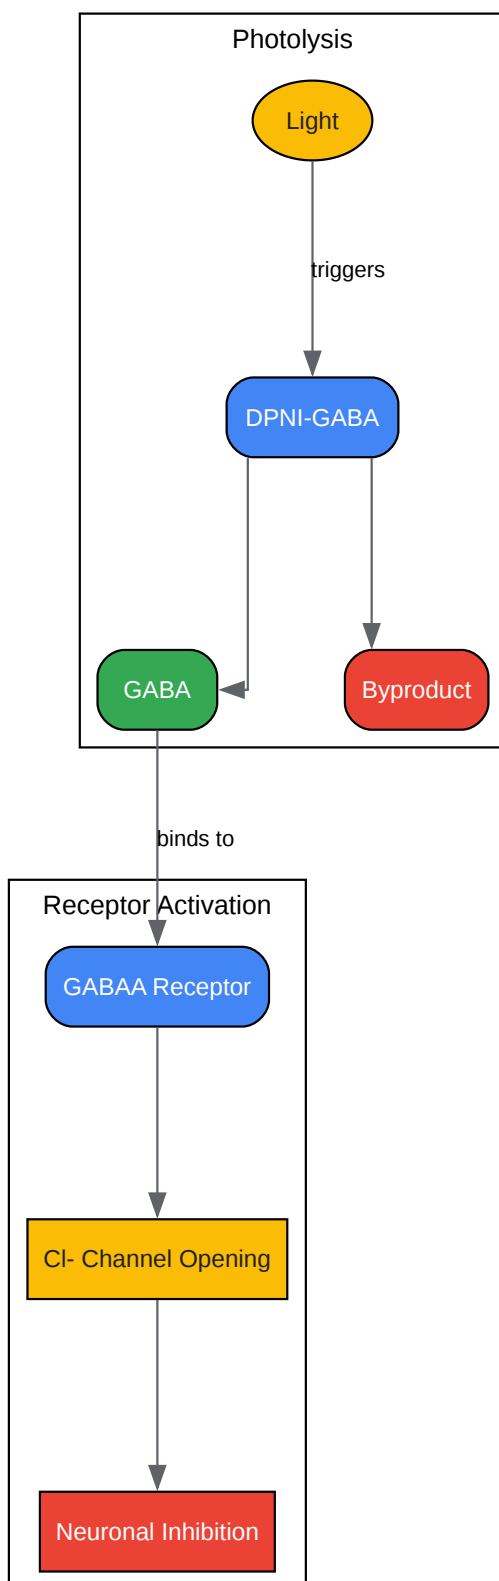 Photolysis
Light
triggers
DPNI-GABA
GABA
Byproduct
binds to
Receptor Activation
GABAA Receptor
Cl- Channel Opening
Neuronal Inhibition